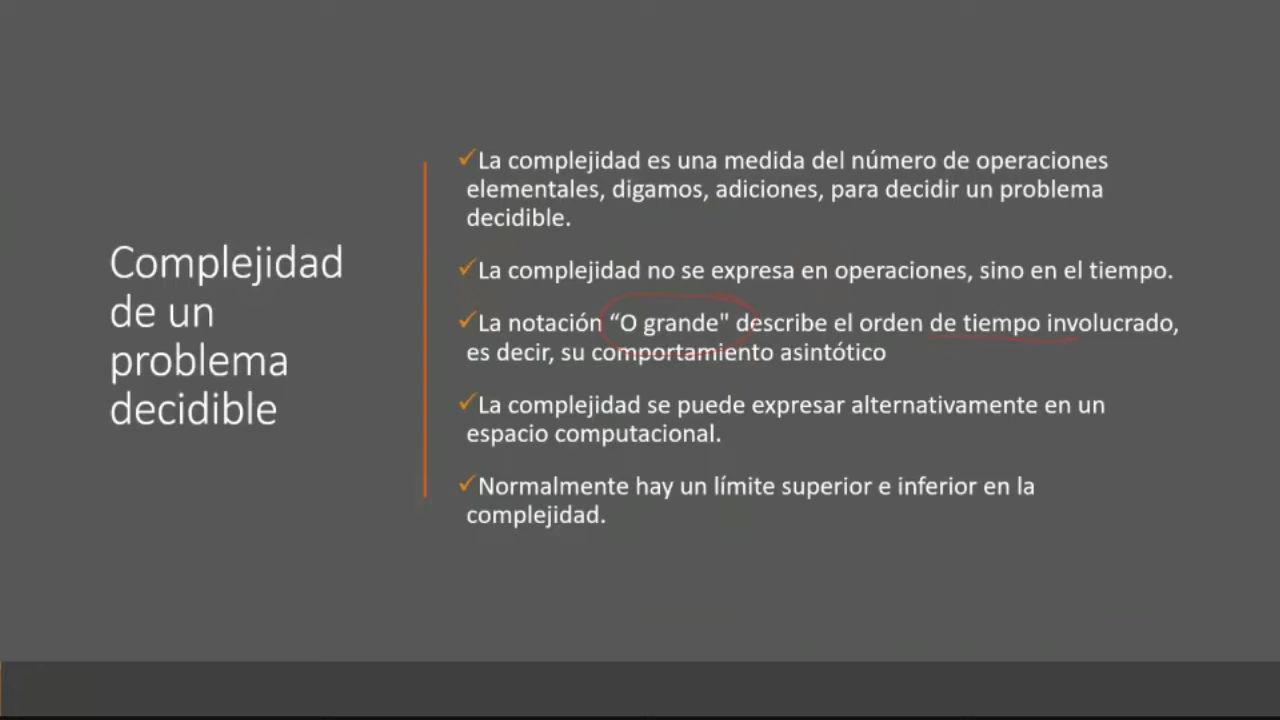 Complejidad
de un
problema
decidible
✓La complejidad es una medida del número de operaciones
elementales, digamos, adiciones, para decidir un problema
decidible.
✓La complejidad no se expresa en operaciones, sino en el tiempo.
✓La notación “O grande" describe el orden de tiempo involucrado,
es decir, su comportamiento asintótico
✓La complejidad se puede expresar alternativamente en un
espacio computacional.
✓Normalmente hay un límite superior e inferior en la
complejidad.